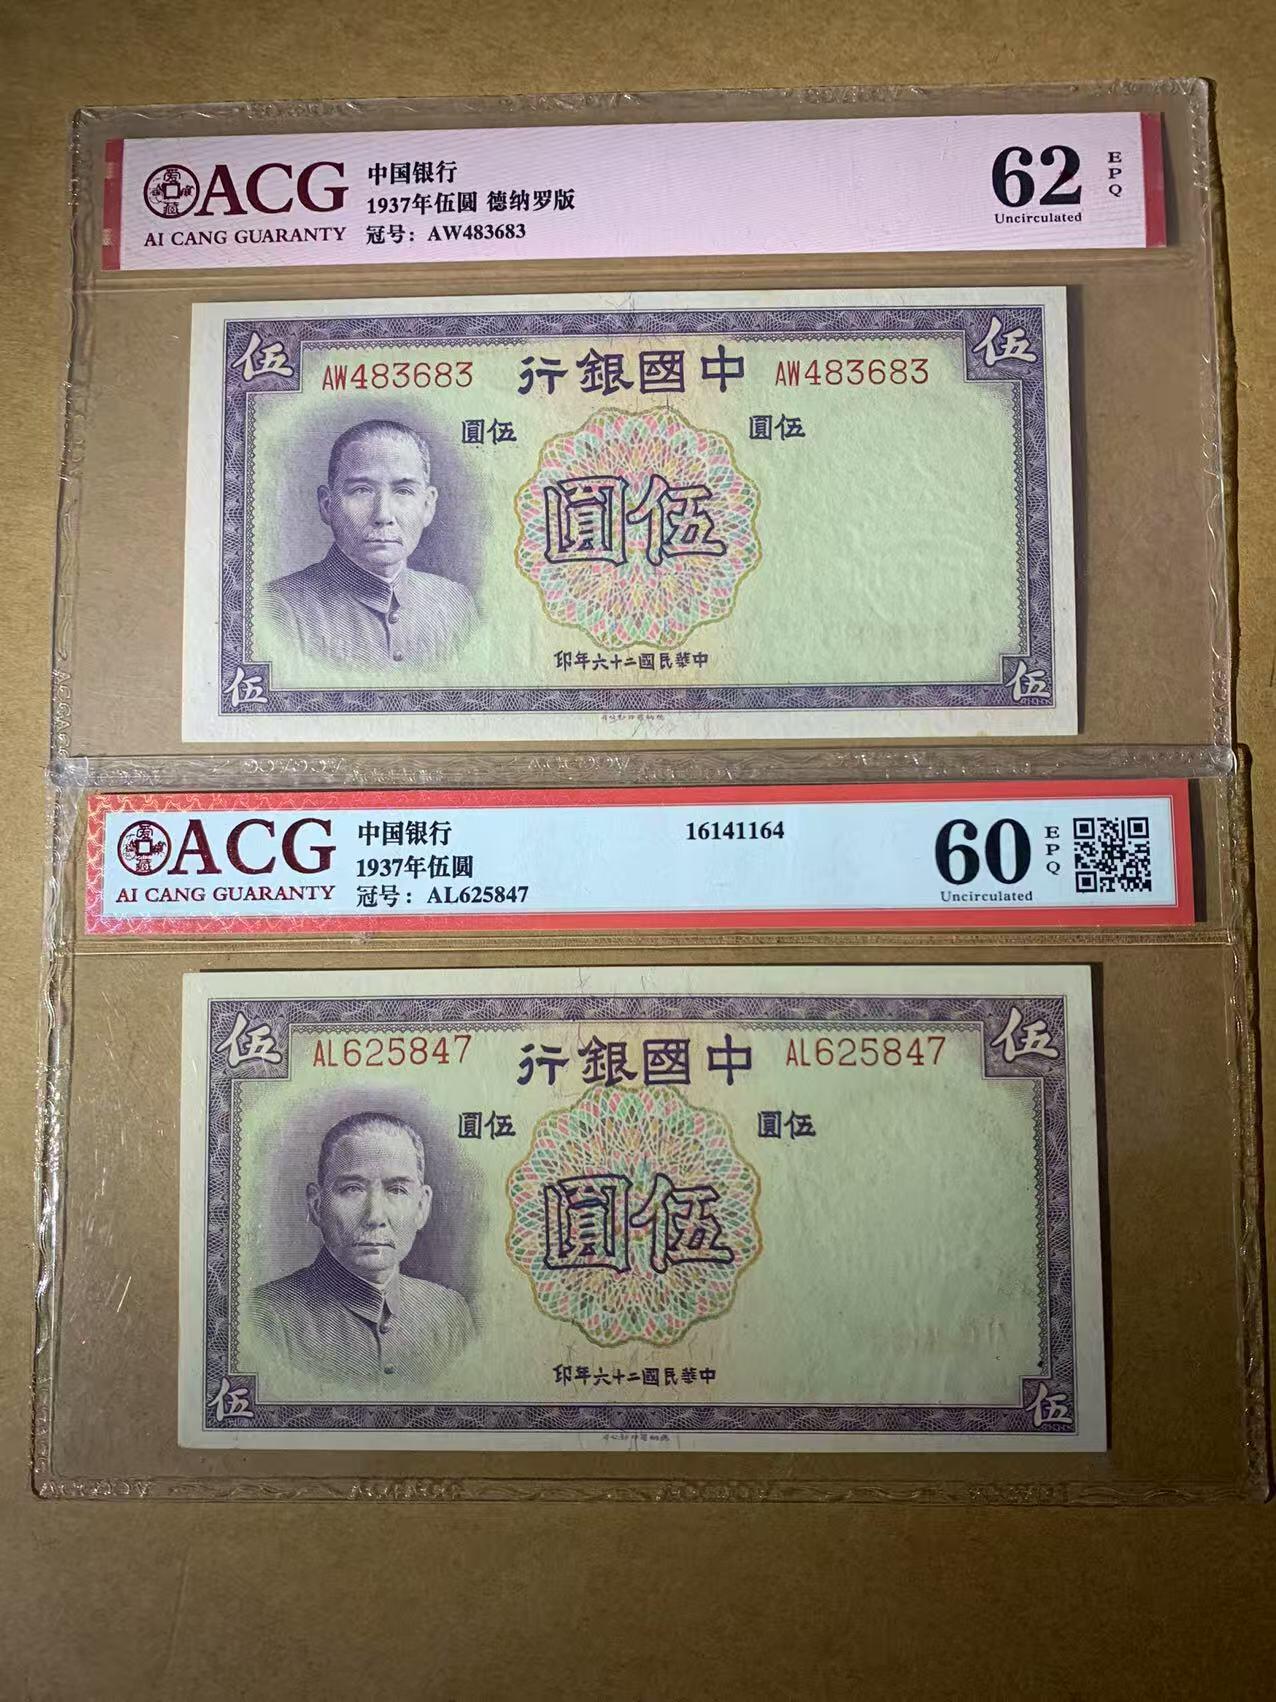 ACG
AI CANG GUARANTY
中国银行
1937年伍圆 德纳罗版
冠号: AW483683
62
Uncirculated
EPQ
伍
伍
AW483683
行銀國中
AW483683
圓伍
圓伍
圓伍
印年六十二國民華中
伍
伍
ACG
AI CANG GUARANTY
中国银行
1937年伍圆
冠号: AL625847
16141164
60
Uncirculated
EPQ
伍
伍
AL625847
行銀國中
AL625847
圓伍
圓伍
圓伍
印年六十二國民華中
伍
伍